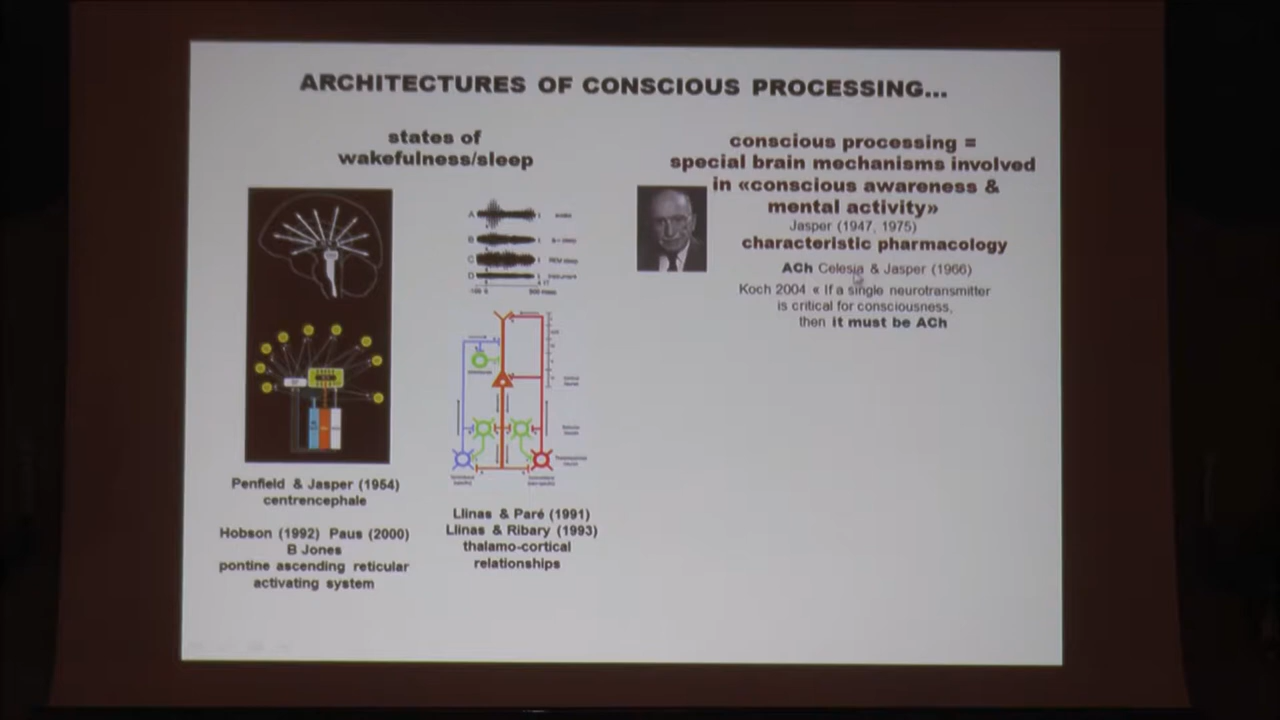 ARCHITECTURES OF CONSCIOUS PROCESSING...
states of
wakefulness/sleep
A
B
C REM sleep
D
Penfield & Jasper (1954)
centrencephale
Hobson (1992) Paus (2000)
B Jones
pontine ascending reticular
activating system
Llinas & Paré (1991)
Llinas & Ribary (1993)
thalamo-cortical
relationships
conscious processing =
special brain mechanisms involved
in «conscious awareness &
mental activity»
Jasper (1947, 1975)
characteristic pharmacology
ACh Celesia & Jasper (1966)
Koch 2004 « If a single neurotransmitter
is critical for consciousness,
then it must be ACh